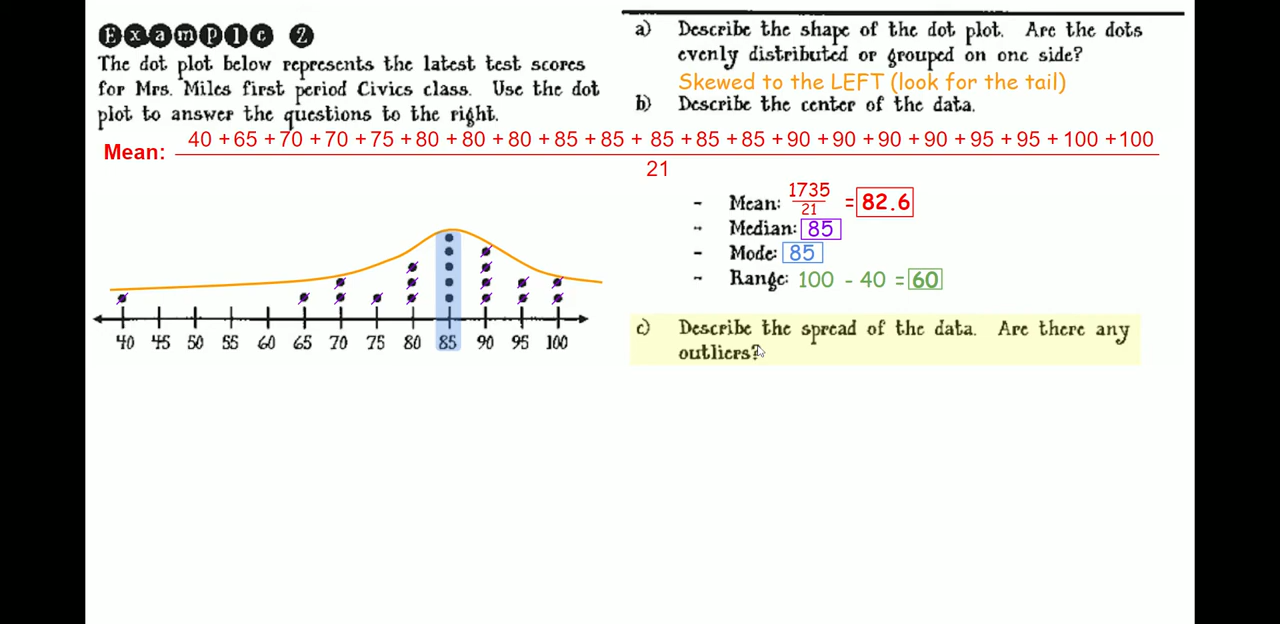 Example 2
The dot plot below represents the latest test scores
for Mrs. Miles first period Civics class. Use the dot
plot to answer the questions to the right.
a) Describe the shape of the dot plot. Are the dots
evenly distributed or grouped on one side?
Skewed to the LEFT (look for the tail)
b) Describe the center of the data.
40 + 65 + 70 + 70 + 75 + 80 + 80 + 80 + 85 + 85 + 85 + 85 + 85 + 90 + 90 + 90 + 90 + 95 + 95 + 100 + 100
Mean:
21
- Mean: 1735
21
= 82.6
- Median: 85
- Mode: 85
- Range: 100 - 40 = 60
40 45 50 55 60 65 70 75 80 85 90 95 100
c) Describe the spread of the data. Are there any
outliers?